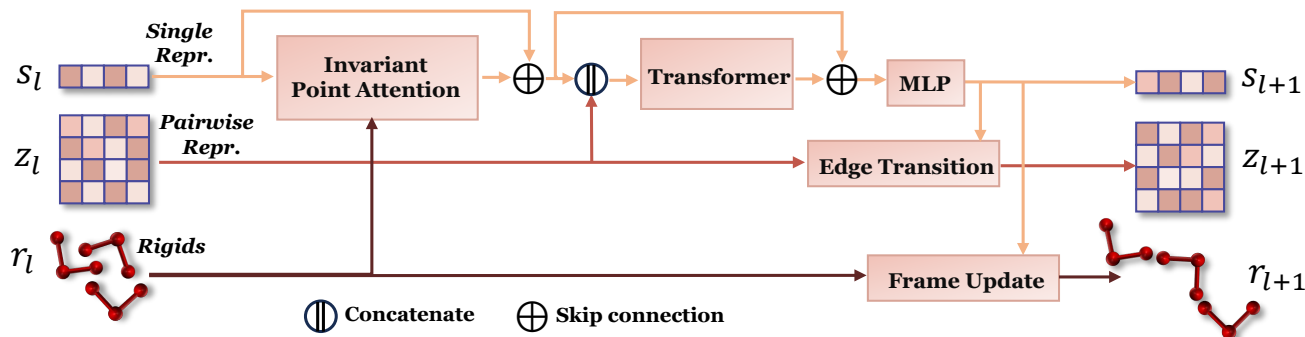 Single
Repr.
s_l
Invariant
Point Attention
Transformer
MLP
s_{l+1}
Pairwise
Repr.
z_l
Edge Transition
z_{l+1}
Rigids
r_l
Frame Update
r_{l+1}
Concatenate
Skip connection